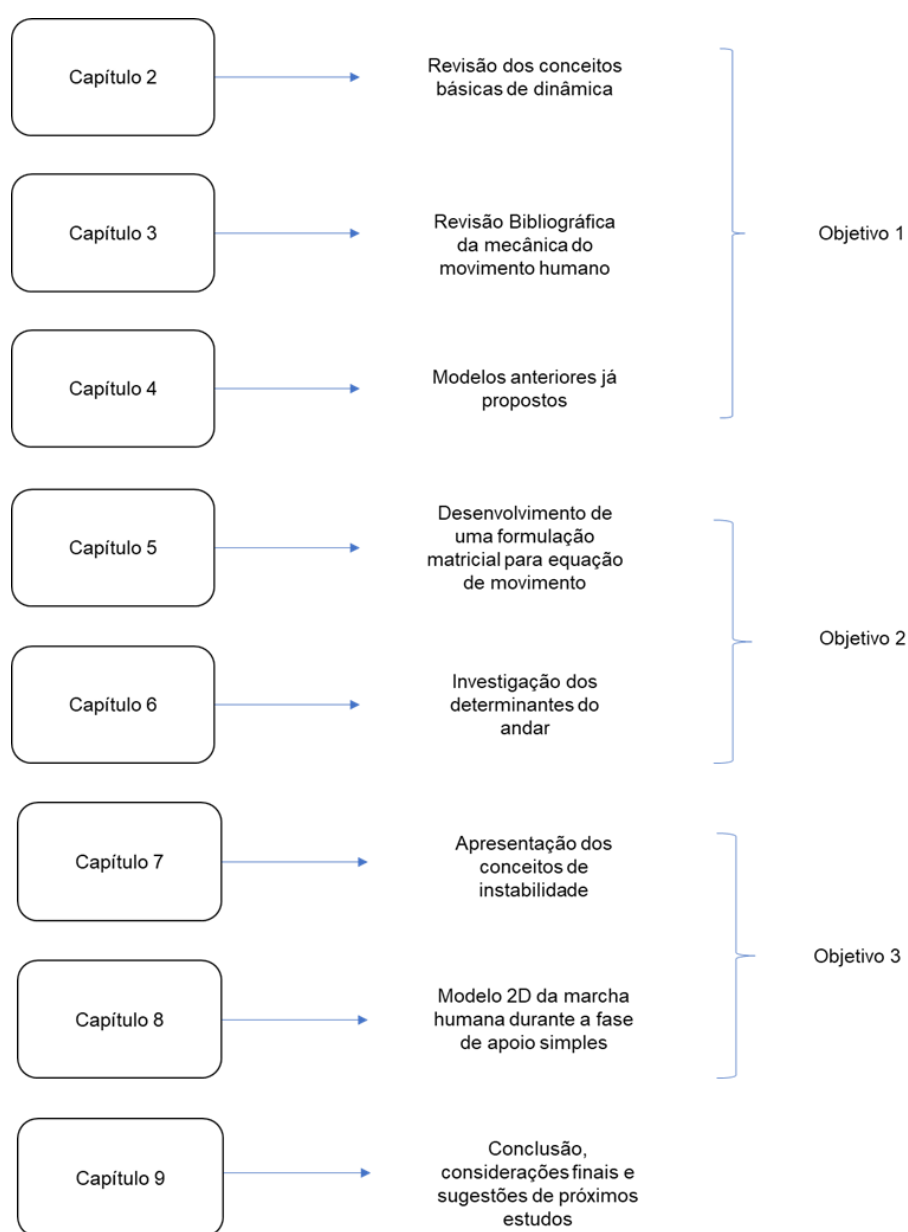 Capítulo 2
Revisão dos conceitos
básicas de dinâmica
Capítulo 3
Revisão Bibliográfica
da mecânica do
movimento humano
Objetivo 1
Capítulo 4
Modelos anteriores já
propostos
Capítulo 5
Desenvolvimento de
uma formulação
matricial para equação
de movimento
Objetivo 2
Capítulo 6
Investigação dos
determinantes do
andar
Capítulo 7
Apresentação dos
conceitos de
instabilidade
Objetivo 3
Capítulo 8
Modelo 2D da marcha
humana durante a fase
de apoio simples
Capítulo 9
Conclusão,
considerações finais e
sugestões de próximos
estudos